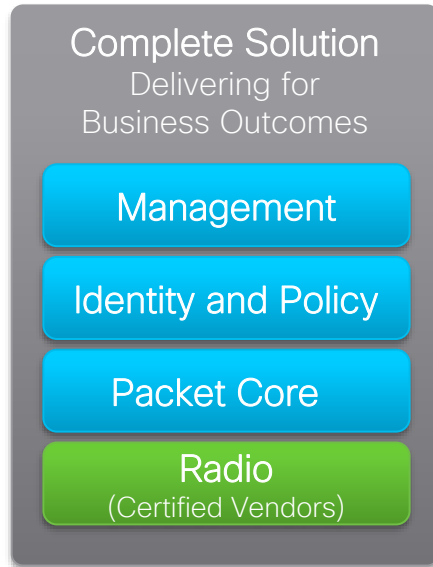 Complete Solution
Delivering for
Business Outcomes
Management
Identity and Policy
Packet Core
Radio
(Certified Vendors)